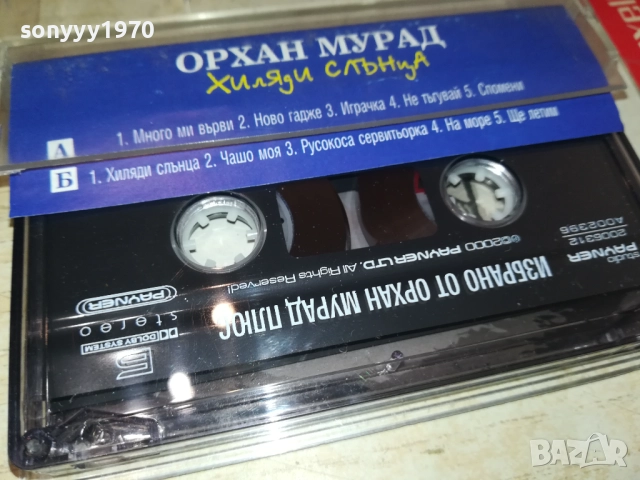 sonyyy1970
ОРХАН МУРАД
ХИЛЯДИ СЛЪНЦА
А
1. Много ми върви 2. Ново гадже 3. Играчка 4. Не тъгувай 5. Спомени
Б
1. Хиляди слънца 2. Чашо моя 3. Русокоса сервитьорка 4. На море 5. Ще летим
ИЗБРАНО ОТ ОРХАН МУРАД ПЛЮС
©2000 PAYNER LTD. All Rights Reserved!
studio
PAYNER
2006312
A002396
PAYNER
stereo
DOLBY SYSTEM
BAZAR